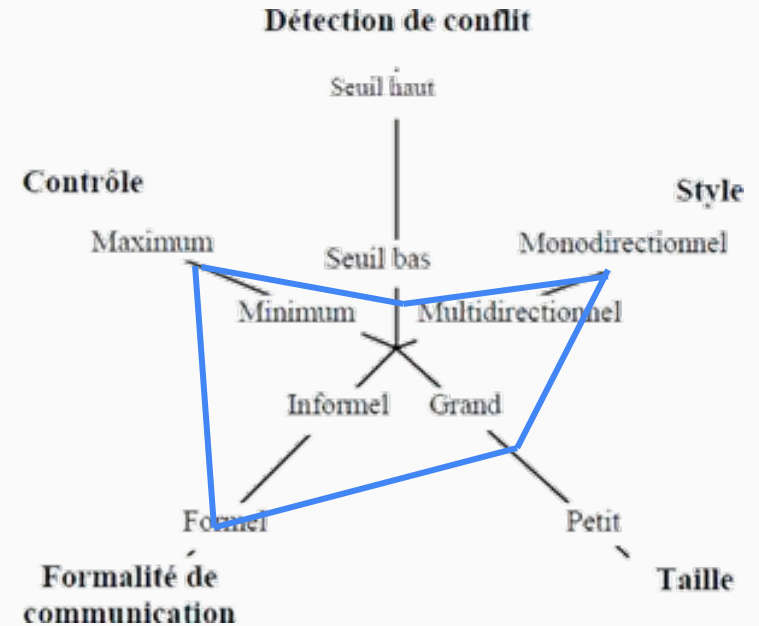 Détection de conflit
Seuil haut
Contrôle
Style
Maximum
Monodirectionnel
Seuil bas
Minimum
Multidirectionnel
Informel
Grand
Formel
Petit
Formalité de
communication
Taille